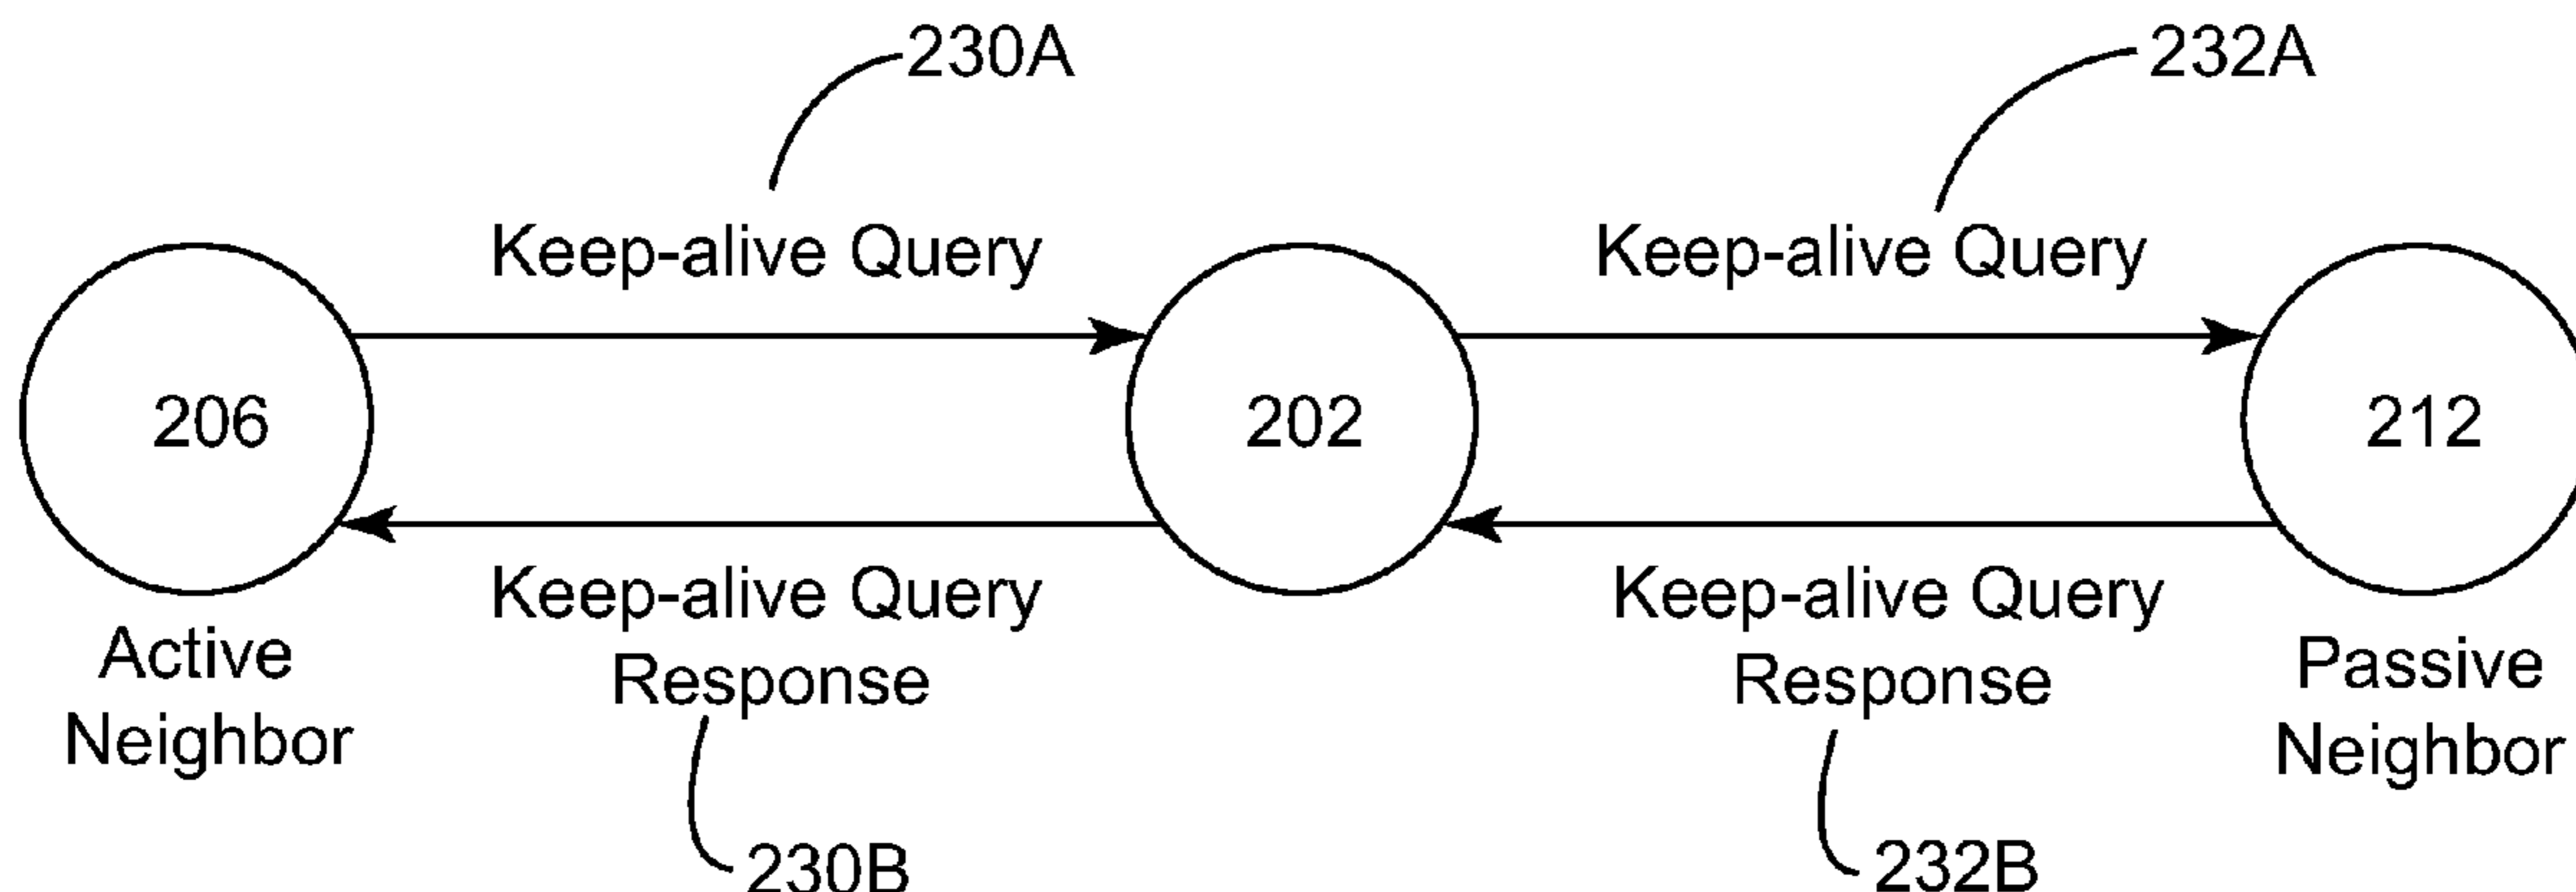 230A
232A
Keep-alive Query
Keep-alive Query
206
202
212
Keep-alive Query
Response
Keep-alive Query
Response
Active
Neighbor
Passive
Neighbor
230B
232B